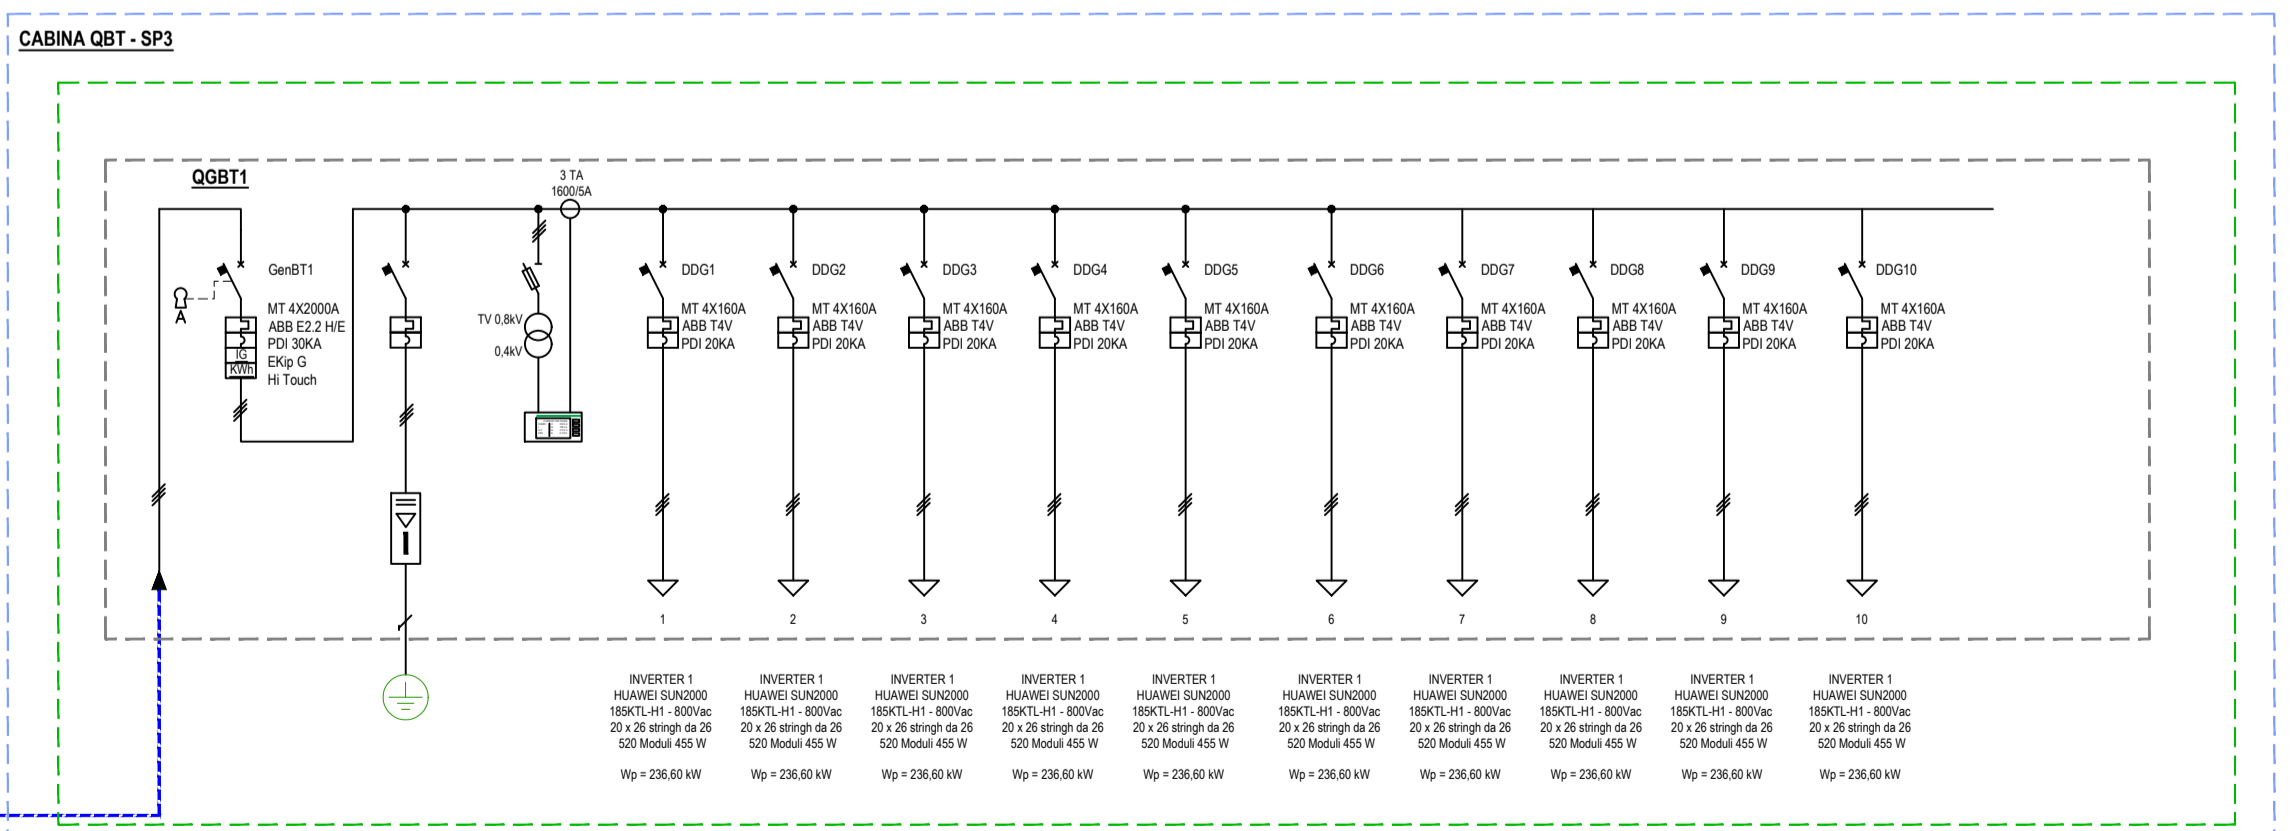 CABINA QBT - SP3
QGBT1
3 TA
1600/5A
GenBT1
MT 4X2000A
ABB E2.2 H/E
PDI 30KA
EKip G
Hi Touch
IG
KWh
A
TV 0,8kV
0,4kV
DDG1
MT 4X160A
ABB T4V
PDI 20KA
DDG2
MT 4X160A
ABB T4V
PDI 20KA
DDG3
MT 4X160A
ABB T4V
PDI 20KA
DDG4
MT 4X160A
ABB T4V
PDI 20KA
DDG5
MT 4X160A
ABB T4V
PDI 20KA
DDG6
MT 4X160A
ABB T4V
PDI 20KA
DDG7
MT 4X160A
ABB T4V
PDI 20KA
DDG8
MT 4X160A
ABB T4V
PDI 20KA
DDG9
MT 4X160A
ABB T4V
PDI 20KA
DDG10
MT 4X160A
ABB T4V
PDI 20KA
1
2
3
4
5
6
7
8
9
10
INVERTER 1
HUAWEI SUN2000
185KTL-H1 - 800Vac
20 x 26 stringh da 26
520 Moduli 455 W
Wp = 236,60 kW
INVERTER 1
HUAWEI SUN2000
185KTL-H1 - 800Vac
20 x 26 stringh da 26
520 Moduli 455 W
Wp = 236,60 kW
INVERTER 1
HUAWEI SUN2000
185KTL-H1 - 800Vac
20 x 26 stringh da 26
520 Moduli 455 W
Wp = 236,60 kW
INVERTER 1
HUAWEI SUN2000
185KTL-H1 - 800Vac
20 x 26 stringh da 26
520 Moduli 455 W
Wp = 236,60 kW
INVERTER 1
HUAWEI SUN2000
185KTL-H1 - 800Vac
20 x 26 stringh da 26
520 Moduli 455 W
Wp = 236,60 kW
INVERTER 1
HUAWEI SUN2000
185KTL-H1 - 800Vac
20 x 26 stringh da 26
520 Moduli 455 W
Wp = 236,60 kW
INVERTER 1
HUAWEI SUN2000
185KTL-H1 - 800Vac
20 x 26 stringh da 26
520 Moduli 455 W
Wp = 236,60 kW
INVERTER 1
HUAWEI SUN2000
185KTL-H1 - 800Vac
20 x 26 stringh da 26
520 Moduli 455 W
Wp = 236,60 kW
INVERTER 1
HUAWEI SUN2000
185KTL-H1 - 800Vac
20 x 26 stringh da 26
520 Moduli 455 W
Wp = 236,60 kW
INVERTER 1
HUAWEI SUN2000
185KTL-H1 - 800Vac
20 x 26 stringh da 26
520 Moduli 455 W
Wp = 236,60 kW